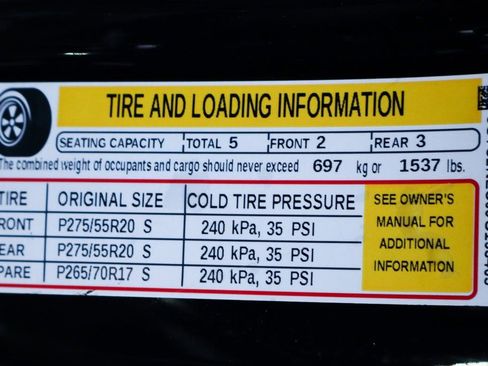 TIRE AND LOADING INFORMATION
SEATING CAPACITY TOTAL 5 FRONT 2 REAR 3
The combined weight of occupants and cargo should never exceed 697 kg or 1537 lbs.
TIRE ORIGINAL SIZE COLD TIRE PRESSURE
RONT P275/55R20 S 240 kPa, 35 PSI
EAR P275/55R20 S 240 kPa, 35 PSI
PARE P265/70R17 S 240 kPa, 35 PSI
SEE OWNER'S
MANUAL FOR
ADDITIONAL
INFORMATION